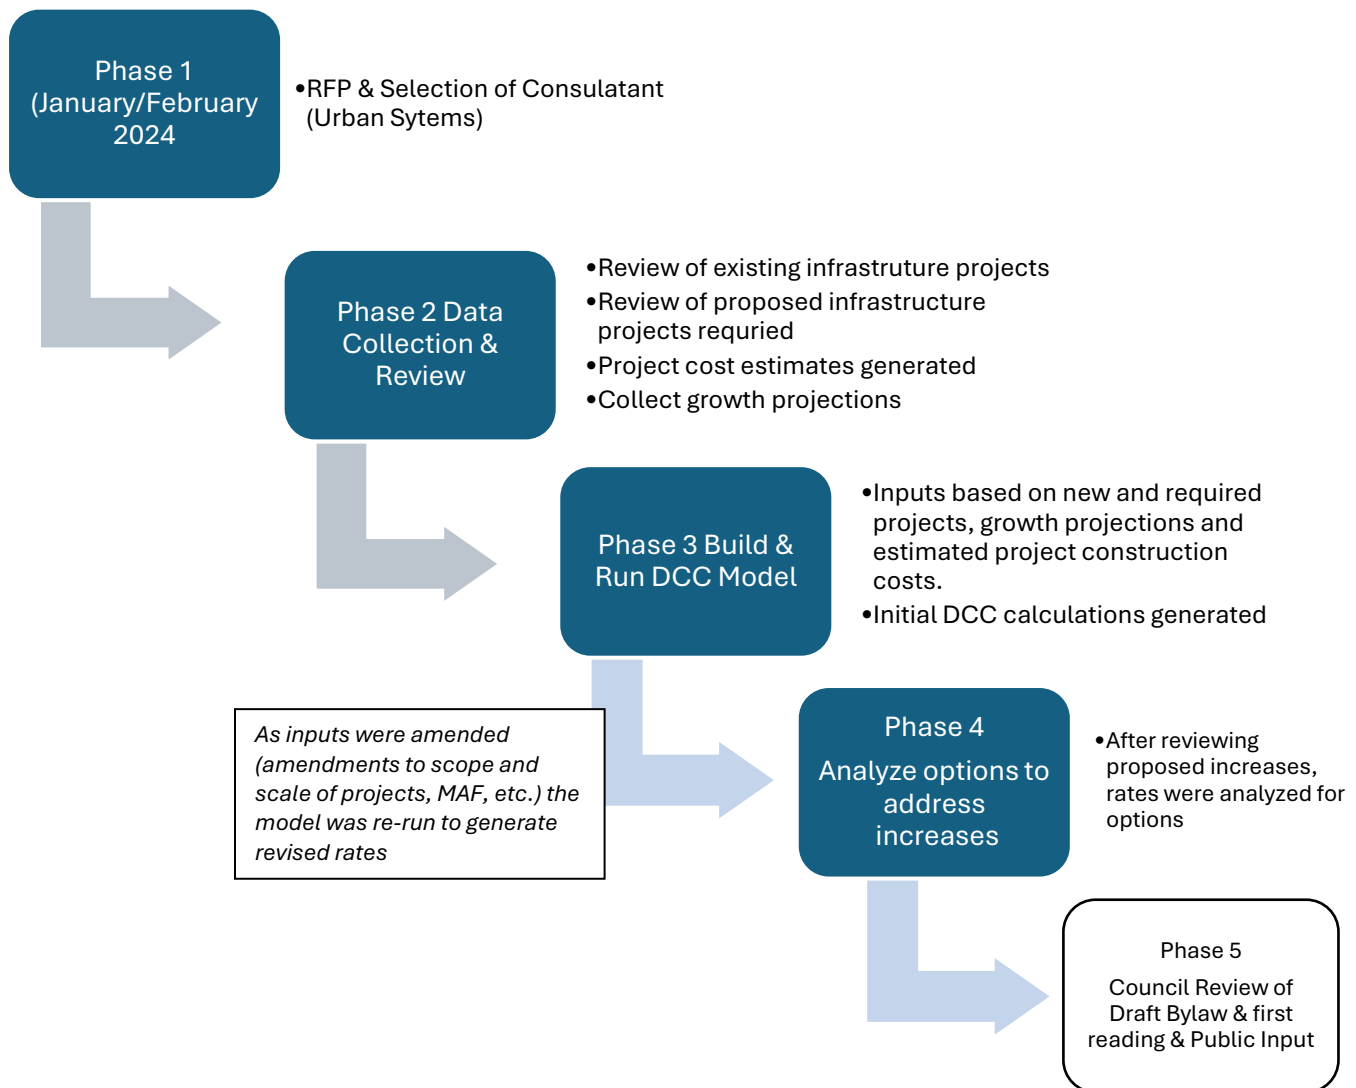 Phase 1
(January/February
2024
•RFP & Selection of Consulatant
(Urban Sytems)
Phase 2 Data
Collection &
Review
•Review of existing infrastruture projects
•Review of proposed infrastructure
projects requried
•Project cost estimates generated
•Collect growth projections
Phase 3 Build &
Run DCC Model
•Inputs based on new and required
projects, growth projections and
estimated project construction
costs.
•Initial DCC calculations generated
As inputs were amended
(amendments to scope and
scale of projects, MAF, etc.) the
model was re-run to generate
revised rates
Phase 4
Analyze options to
address
increases
•After reviewing
proposed increases,
rates were analyzed for
options
Phase 5
Council Review of
Draft Bylaw & first
reading & Public Input